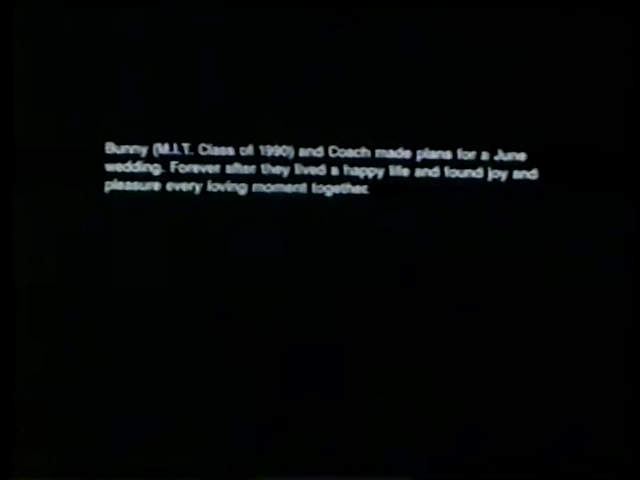 Bunny (M.I.T. Class of 1990) and Coach made plans for a June
wedding. Forever after they lived a happy life and found joy and
pleasure every loving moment together.